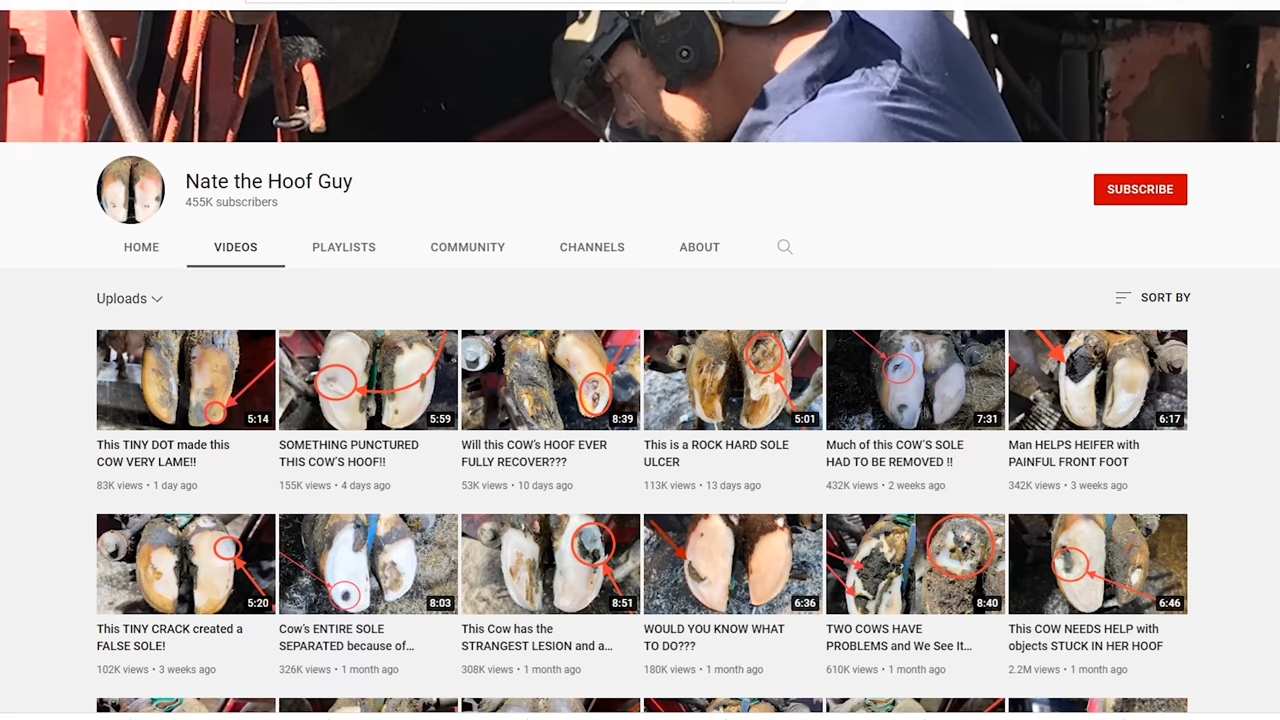 Nate the Hoof Guy
455K subscribers
SUBSCRIBE
HOME VIDEOS PLAYLISTS COMMUNITY CHANNELS ABOUT
Uploads
SORT BY
5:14
5:59
8:39
5:01
7:31
6:17
This TINY DOT made this
COW VERY LAME!!
83K views • 1 day ago
SOMETHING PUNCTURED
THIS COW'S HOOF!!
155K views • 4 days ago
Will this COW's HOOF EVER
FULLY RECOVER???
53K views • 10 days ago
This is a ROCK HARD SOLE
ULCER
113K views • 13 days ago
Much of this COW'S SOLE
HAD TO BE REMOVED !!
432K views • 2 weeks ago
Man HELPS HEIFER with
PAINFUL FRONT FOOT
342K views • 3 weeks ago
5:20
8:03
8:51
6:36
8:40
6:46
This TINY CRACK created a
FALSE SOLE!
102K views • 3 weeks ago
Cow's ENTIRE SOLE
SEPARATED because of...
326K views • 1 month ago
This Cow has the
STRANGEST LESION and a...
308K views • 1 month ago
WOULD YOU KNOW WHAT
TO DO???
180K views • 1 month ago
TWO COWS HAVE
PROBLEMS and We See It...
610K views • 1 month ago
This COW NEEDS HELP with
objects STUCK IN HER HOOF
2.2M views • 1 month ago